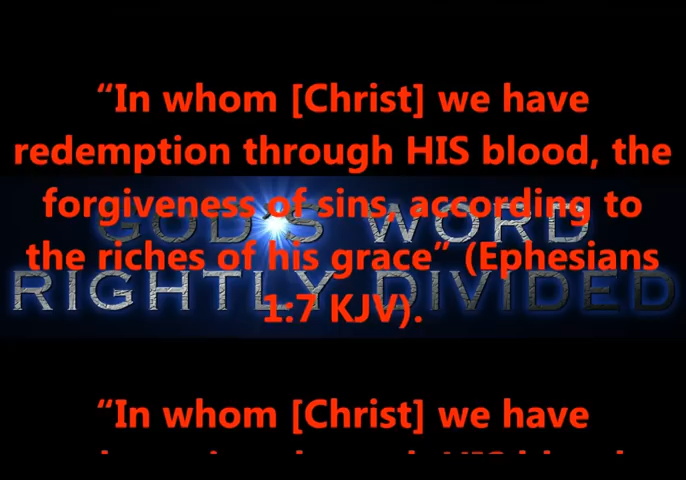 “In whom [Christ] we have
redemption through HIS blood, the
forgiveness of sins, according to
GOD'S WORD
the riches of his grace” (Ephesians
RIGHTLY DIVIDED
1:7 KJV).
“In whom [Christ] we have